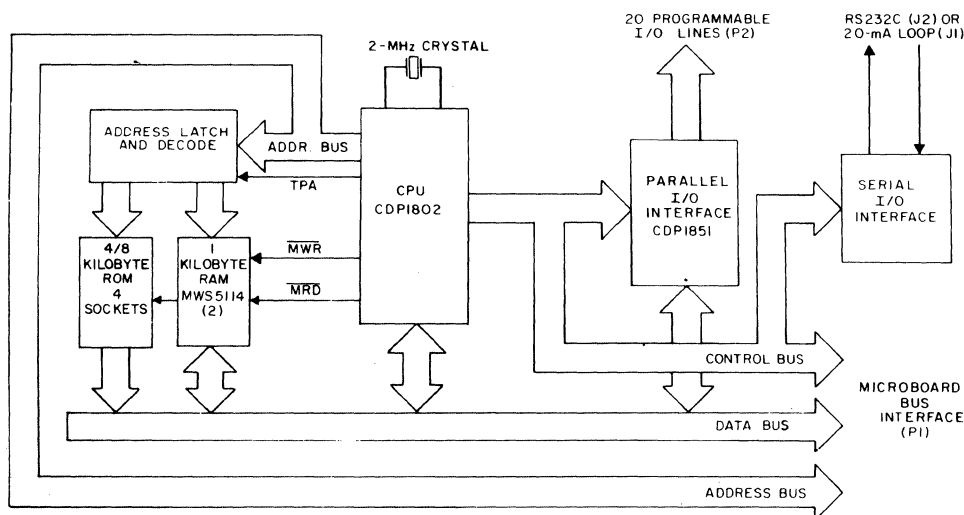 20 PROGRAMMABLE
I/O LINES (P2)
RS232C (J2) OR
20-mA LOOP (J1)
2-MHz CRYSTAL
ADDRESS LATCH
AND DECODE
ADDR. BUS
TPA
CPU
CDP1802
PARALLEL
I/O
INTERFACE
CDP1851
SERIAL
I/O
INTERFACE
4/8
KILOBYTE
ROM
4
SOCKETS
1
KILOBYTE
RAM
MWS5114
(2)
MWR
MRD
CONTROL BUS
DATA BUS
ADDRESS BUS
MICROBOARD
BUS
INTERFACE
(P1)